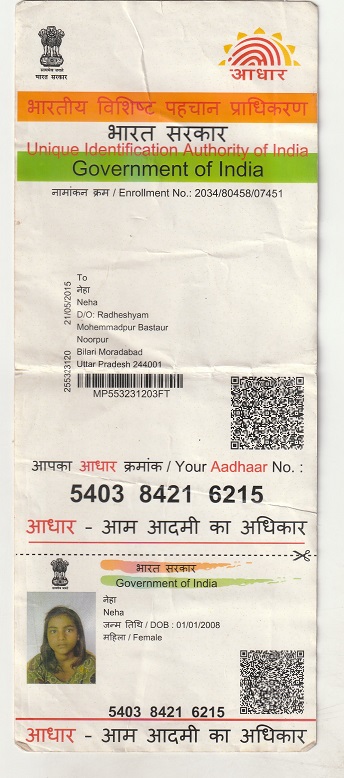 भारत सरकार
आधार
भारतीय विशिष्ट पहचान प्राधिकरण
भारत सरकार
Unique Identification Authority of India
Government of India
नामांकन क्रम / Enrollment No.: 2034/80458/07451
21/05/2015
255323120
To
नेहा
Neha
D/O: Radheshyam
Mohemmadpur Bastaur
Noorpur
Bilari Moradabad
Uttar Pradesh 244001
MP553231203FT
आपका आधार क्रमांक / Your Aadhaar No. :
5403 8421 6215
आधार - आम आदमी का अधिकार
भारत सरकार
Government of India
नेहा
Neha
जन्म तिथि / DOB : 01/01/2008
महिला / Female
5403 8421 6215
आधार - आम आदमी का अधिकार